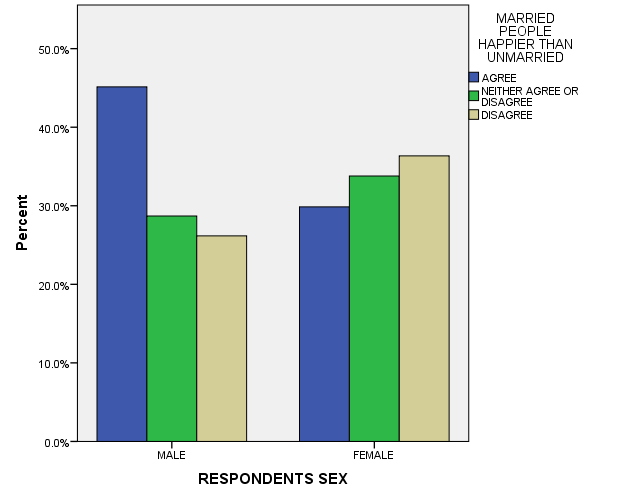 MARRIED
PEOPLE
HAPPIER THAN
UNMARRIED
AGREE
NEITHER AGREE OR
DISAGREE
DISAGREE
Percent
50.0%
40.0%
30.0%
20.0%
10.0%
0.0%
MALE
FEMALE
RESPONDENTS SEX